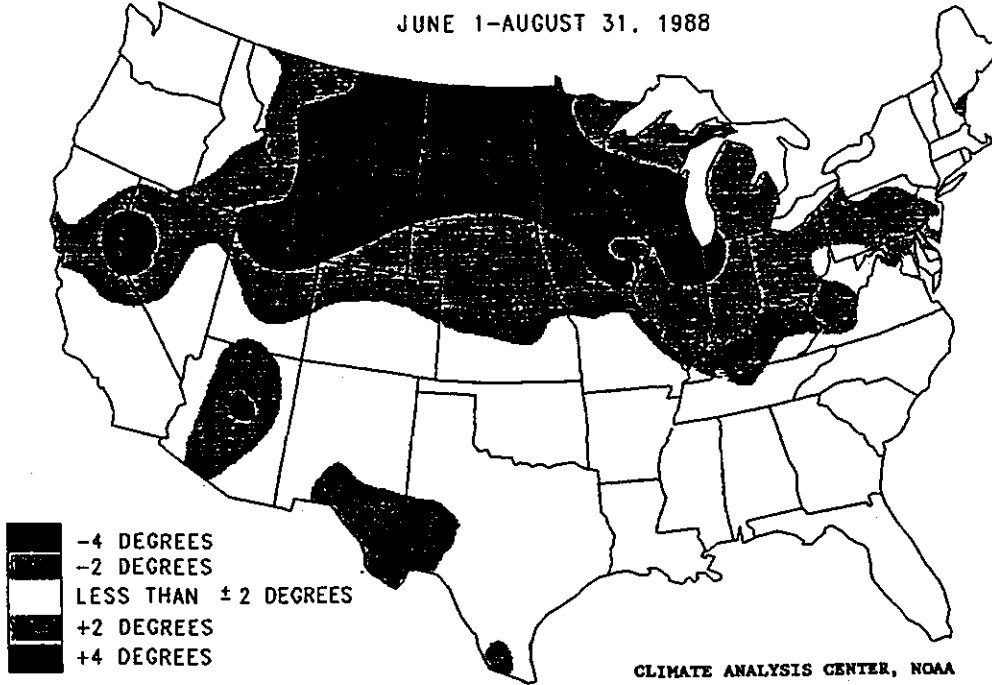 JUNE 1-AUGUST 31, 1988
-4 DEGREES
-2 DEGREES
LESS THAN ±2 DEGREES
+2 DEGREES
+4 DEGREES
CLIMATE ANALYSIS CENTER, NOAA